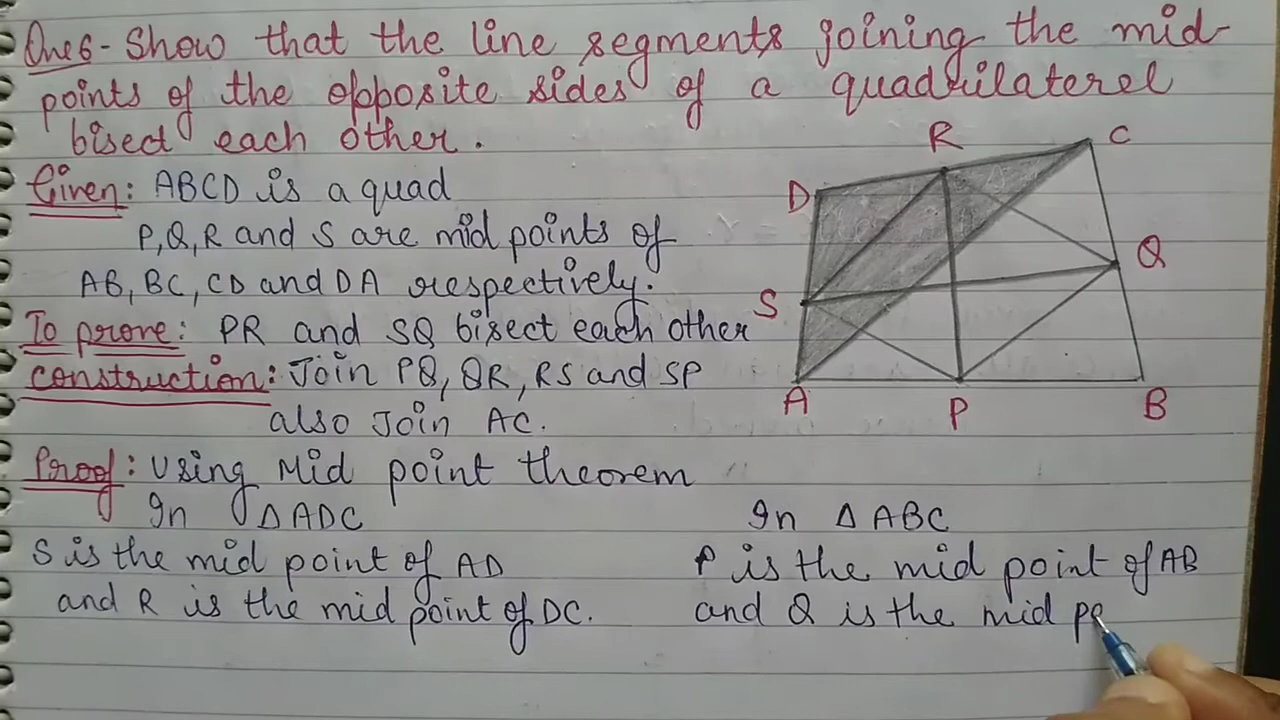 Ques 6- Show that the line segments joining the mid-
points of the opposite sides of a quadrilaterel
bisect each other.
Given: ABCD is a quad
P,Q,R and S are mid points of
AB, BC, CD and DA respectively.
To prove: PR and SQ bisect each other
construction: Join PQ, QR, RS and SP
also Join AC.
D
R
C
S
Q
A
P
B
Proof: Using Mid point theorem
In ΔADC
S is the mid point of AD
and R is the mid point of DC.
In ΔABC
P is the mid point of AB
and Q is the mid po